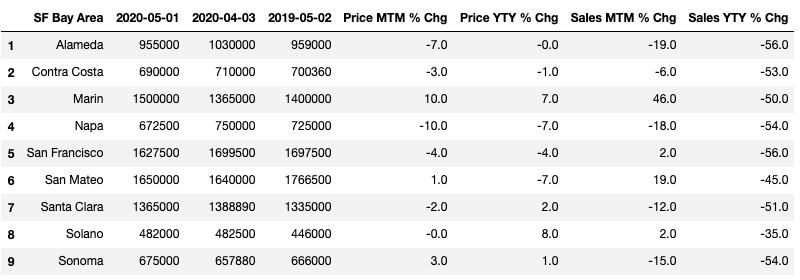 SF Bay Area 2020-05-01 2020-04-03 2019-05-02 Price MTM % Chg Price YTY % Chg Sales MTM % Chg Sales YTY % Chg
1 Alameda 955000 1030000 959000 -7.0 -0.0 -19.0 -56.0
2 Contra Costa 690000 710000 700360 -3.0 -1.0 -6.0 -53.0
3 Marin 1500000 1365000 1400000 10.0 7.0 46.0 -50.0
4 Napa 672500 750000 725000 -10.0 -7.0 -18.0 -54.0
5 San Francisco 1627500 1699500 1697500 -4.0 -4.0 2.0 -56.0
6 San Mateo 1650000 1640000 1766500 1.0 -7.0 19.0 -45.0
7 Santa Clara 1365000 1388890 1335000 -2.0 2.0 -12.0 -51.0
8 Solano 482000 482500 446000 -0.0 8.0 2.0 -35.0
9 Sonoma 675000 657880 666000 3.0 1.0 -15.0 -54.0